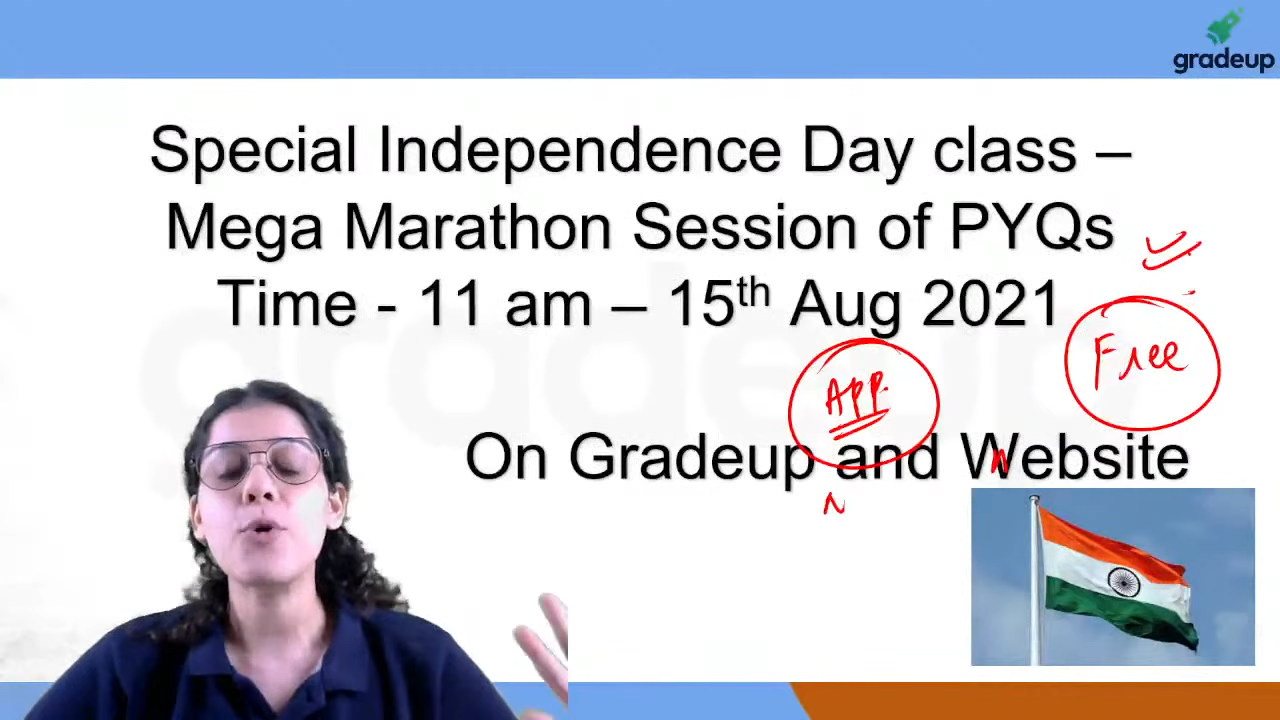 gradeup
Special Independence Day class –
Mega Marathon Session of PYQs
Time - 11 am – 15th Aug 2021
Free
App
On Gradeup and Website